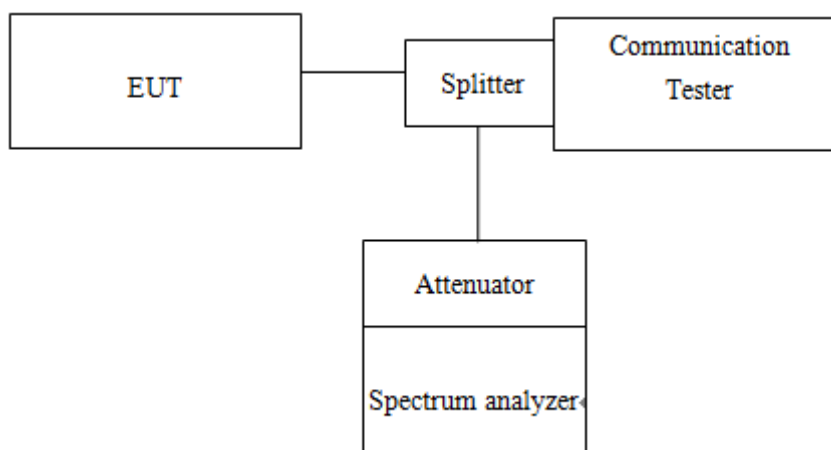 EUT
Splitter
Communication
Tester
Attenuator
Spectrum analyzer